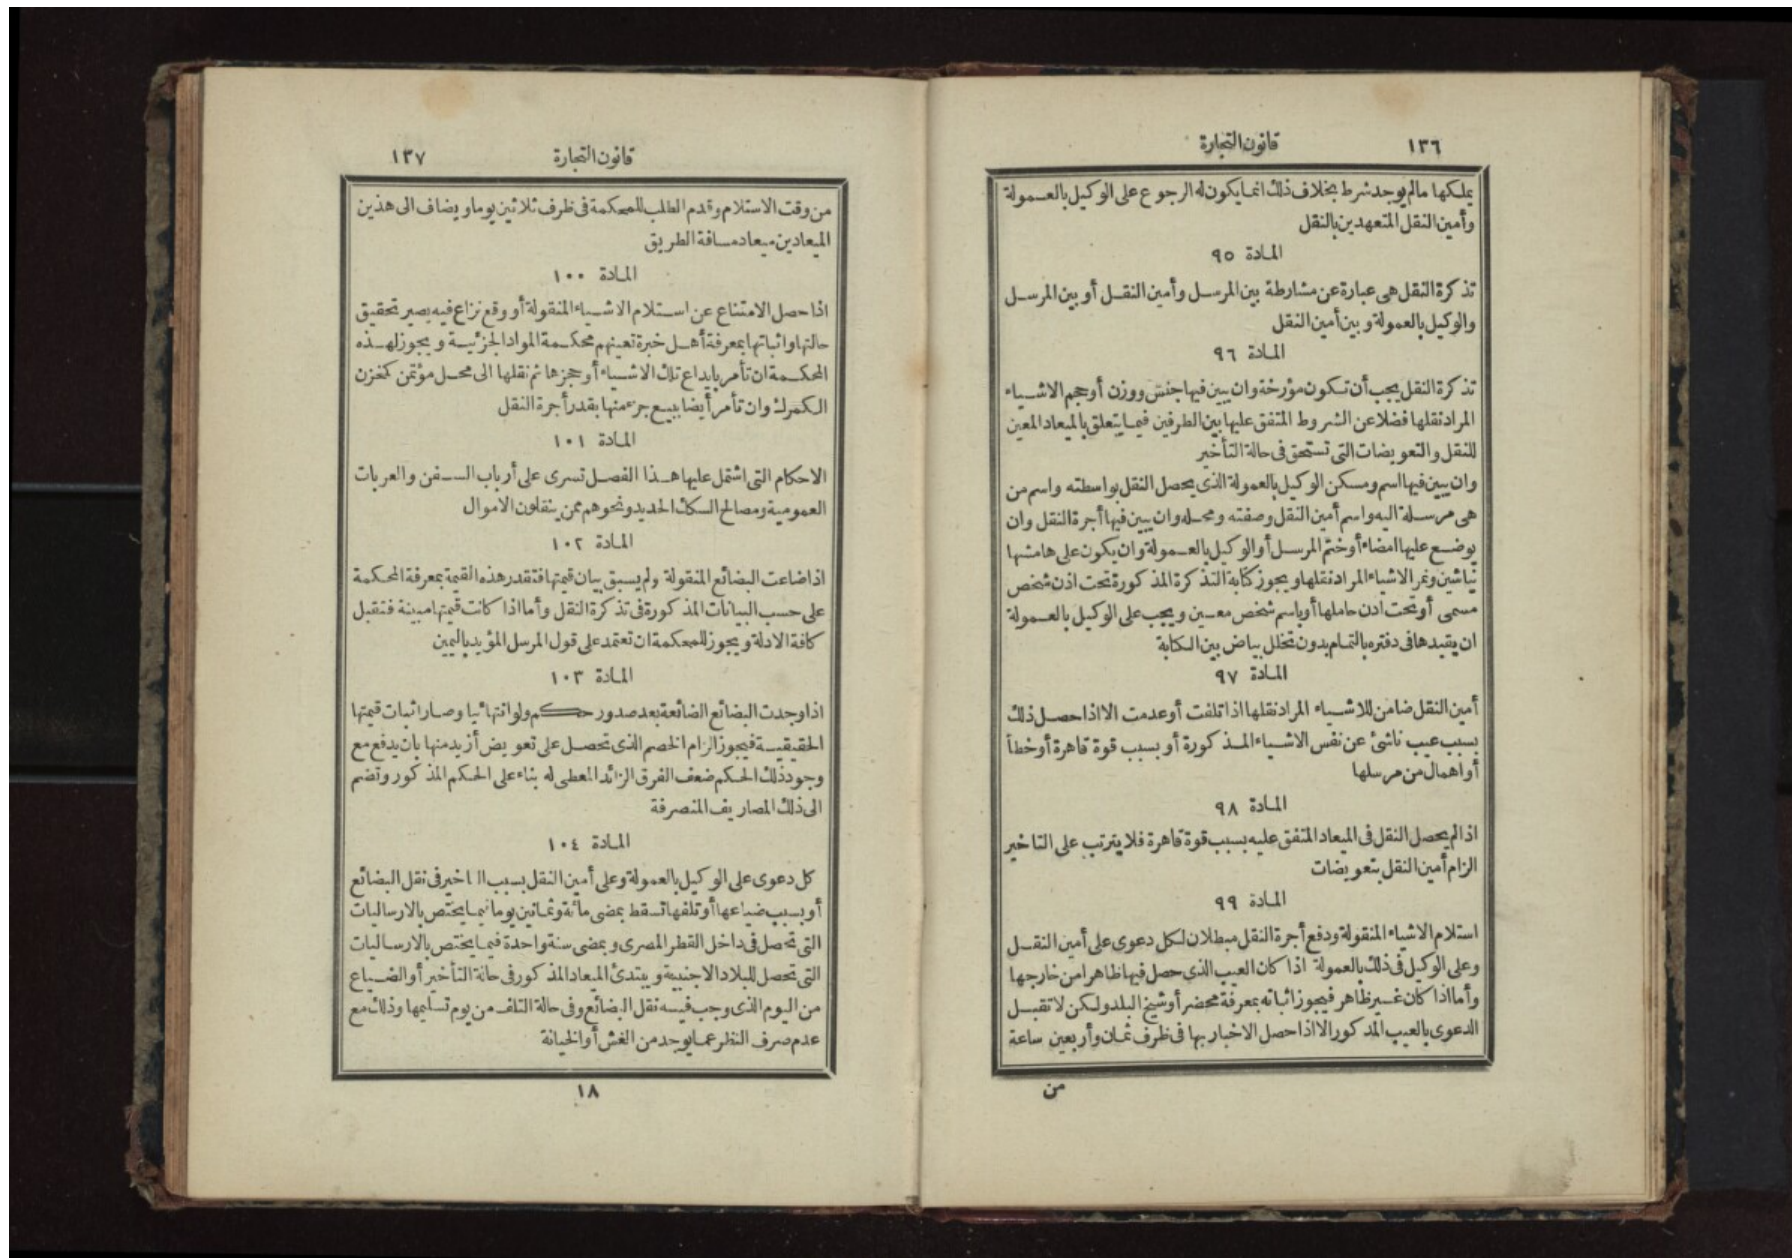 ١٣٦ قانون التجارة
يملكها مالم يوجد شرط بخلاف ذلك انما يكون له الرجوع على الوكيل بالعمولة
وأمين النقل المتعهدين بالنقل
المادة ٩٥
تذكرة النقل هى عبارة عن مشارطة بين المرسل وأمين النقل أو بين المرسل
والوكيل بالعمولة وبين أمين النقل
المادة ٩٦
تذكرة النقل يجب أن تكون مؤرخة وان يبين فيها جنس ووزن أو حجم الاشياء
المراد نقلها فضلا عن الشروط المتفق عليها بين الطرفين فيما يتعلق بالميعاد المعين
للنقل والتعويضات التى تستحق فى حالة التأخير
وان يبين فيها اسم ومسكن الوكيل بالعمولة الذى يحصل النقل بواسطته واسم من
هى مرسلة اليه واسم أمين النقل وصفته ومحله وان يبين فيها أجرة النقل وان
يوضع عليها امضاء أو ختم المرسل أو الوكيل بالعمولة وان يكون على هامشها
نياشين ونمر الاشياء المراد نقلها ويجوز كتابة التذكرة المذكورة تحت اذن شخص
مسمى أو تحت اذن حاملها أو باسم شخص معين ويجب على الوكيل بالعمولة
ان يقيدها فى دفتره بالتمام بدون تخلل بياض بين الكتابة
المادة ٩٧
أمين النقل ضامن للاشياء المراد نقلها اذا تلفت أو عدمت الا اذا حصل ذلك
بسبب عيب ناشئ عن نفس الاشياء المذكورة أو بسبب قوة قاهرة أو خطأ
أو اهمال من مرسلها
المادة ٩٨
اذا لم يحصل النقل فى الميعاد المتفق عليه بسبب قوة قاهرة فلا يترتب على التاخير
الزام أمين النقل بتعويضات
المادة ٩٩
استلام الاشياء المنقولة ودفع أجرة النقل مبطلان لكل دعوى على أمين النقل
وعلى الوكيل فى ذلك بالعمولة اذا كان العيب الذى حصل فيها ظاهرا من خارجها
وأما اذا كان غير ظاهر فيجوز اثباته بمعرفة محضر أو شيخ البلد ولكن لا تقبل
الدعوى بالعيب المذكور الا اذا حصل الاخبار بها فى ظرف ثمان وأربعين ساعة
من
قانون التجارة ١٣٧
من وقت الاستلام وقدم الطلب للمحكمة فى ظرف ثلاثين يوما ويضاف الى هذين
الميعادين ميعاد مسافة الطريق
المادة ١٠٠
اذا حصل الامتناع عن استلام الاشياء المنقولة أو وقع نزاع فيه يصير تحقيق
حالتها واثباتها بمعرفة أهل خبرة تعينهم محكمة المواد الجزئية ويجوز لهذه
المحكمة ان تأمر بايداع تلك الاشياء أو حجزها ثم نقلها الى محل مؤتمن كمخزن
الكمرك وان تأمر أيضا ببيع جزء منها بقدر أجرة النقل
المادة ١٠١
الاحكام التى اشتمل عليها هذا الفصل تسرى على أرباب السفن والعربات
العمومية ومصالح السكك الحديد ونحوهم ممن ينقلون الاموال
المادة ١٠٢
اذا ضاعت البضائع المنقولة ولم يسبق بيان قيمتها فتقدر هذه القيمة بمعرفة المحكمة
على حسب البيانات المذكورة فى تذكرة النقل وأما اذا كانت قيمتها مبينة فتقبل
كافة الادلة ويجوز للمحكمة ان تعتمد على قول المرسل المؤيد باليمين
المادة ١٠٣
اذا وجدت البضائع الضائعة بعد صدور حكم ولو انتهائيا وصار اثبات قيمتها
الحقيقية فيجوز الزام الخصم الذى تحصل على تعويض أزيد منها بان يدفع مع
وجود ذلك الحكم ضعف الفرق الزائد المعطى له بناء على الحكم المذكور وتضم
الى ذلك المصاريف المنصرفة
المادة ١٠٤
كل دعوى على الوكيل بالعمولة وعلى أمين النقل بسبب التاخير فى نقل البضائع
أو بسبب ضياعها أو تلفها تسقط بمضى مائة وثمانين يوما فيما يختص بالارساليات
التى تحصل فى داخل القطر المصرى وبمضى سنة واحدة فيما يختص بالارساليات
التى تحصل للبلاد الاجنبية ويبتدئ الميعاد المذكور فى حالة التأخير أو الضياع
من اليوم الذى وجب فيه نقل البضائع وفى حالة التلف من يوم تسليمها وذلك مع
عدم صرف النظر عما يوجد من الغش أو الخيانة
١٨